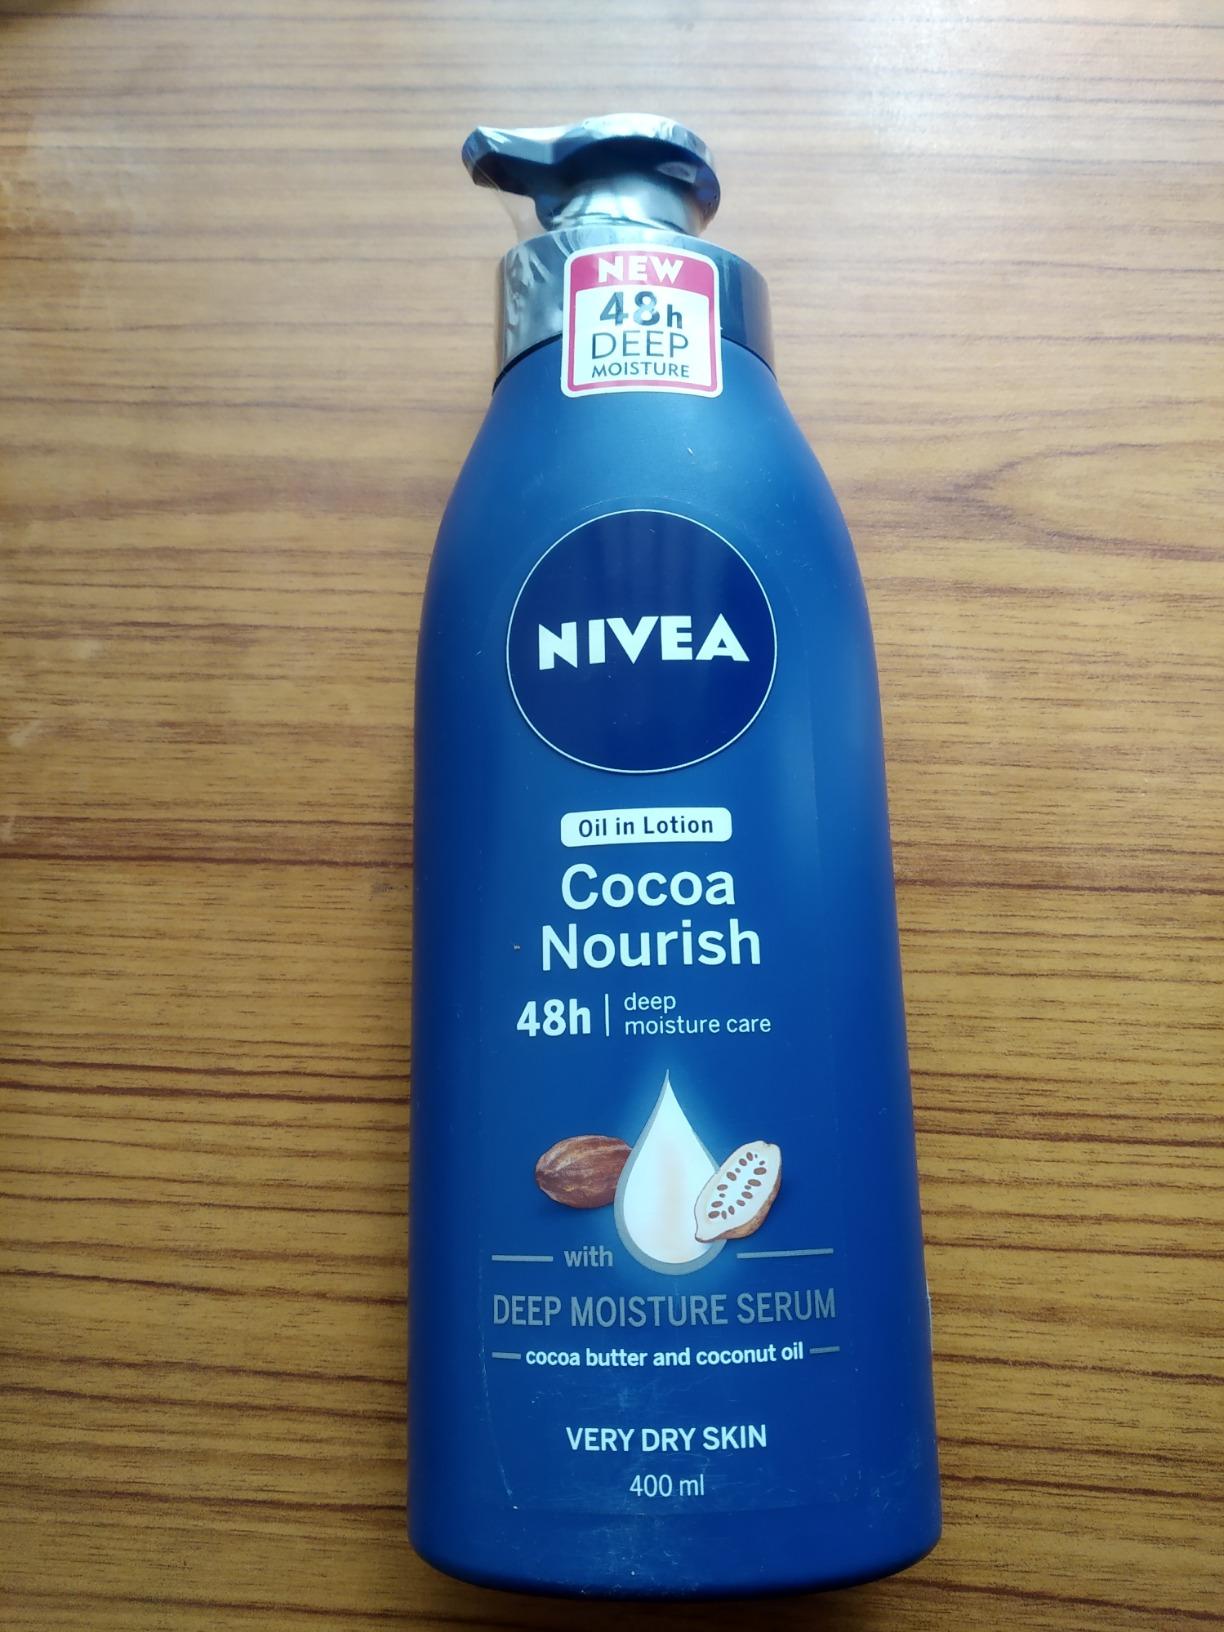 NEW
48h
DEEP
MOISTURE
NIVEA
Oil in Lotion
Cocoa
Nourish
48h | deep
moisture care
with
DEEP MOISTURE SERUM
cocoa butter and coconut oil
VERY DRY SKIN
400 ml